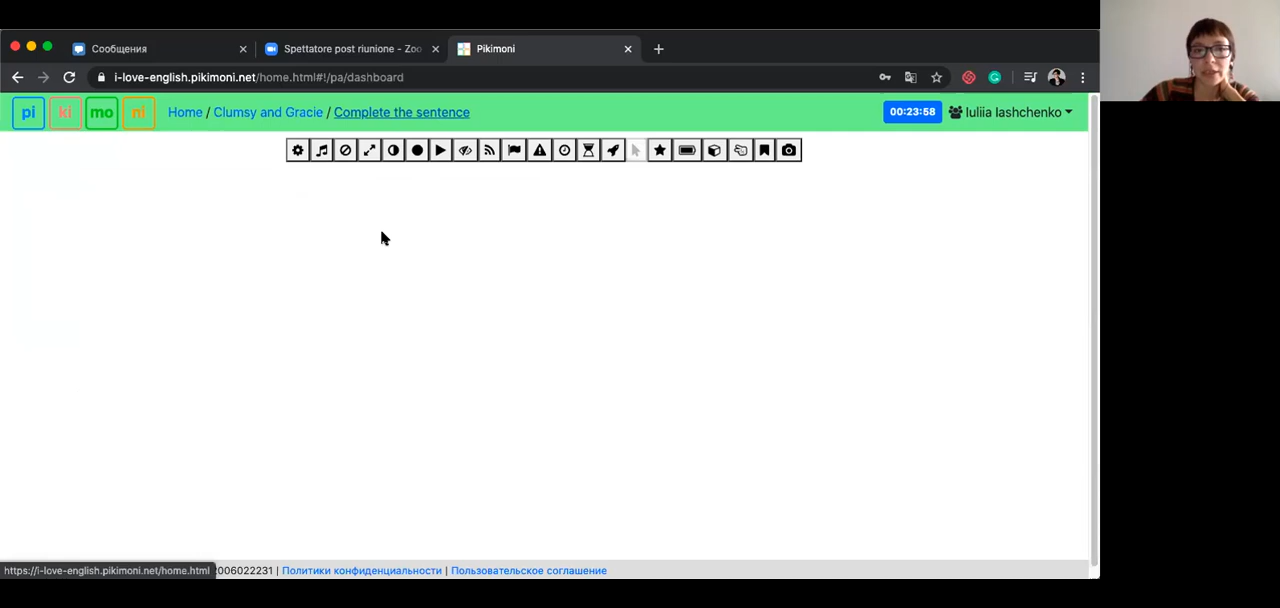 Сообщения
Spettatore post riunione - Zoo
Pikimoni
i-love-english.pikimoni.net/home.html#!/pa/dashboard
pi ki mo ni Home / Clumsy and Gracie / Complete the sentence 00:23:58 Iuliia Iashchenko
https://i-love-english.pikimoni.net/home.html 2006022231 | Политики конфиденциальности | Пользовательское соглашение